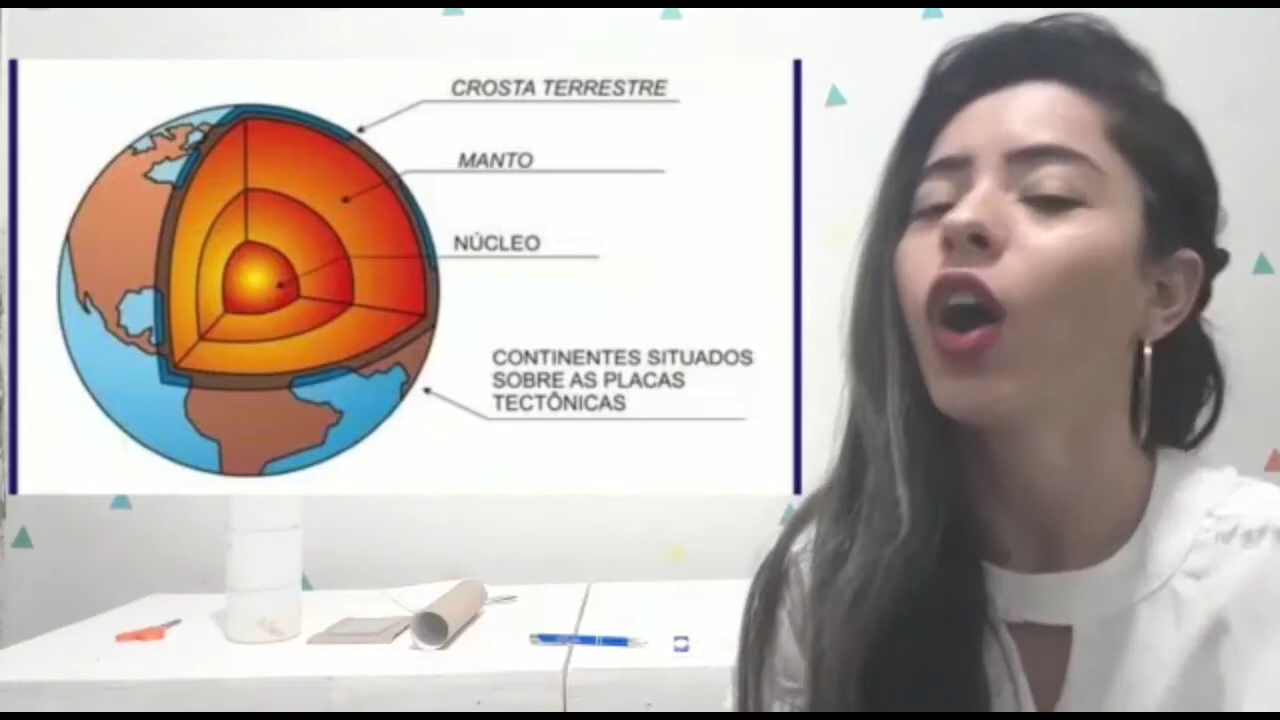 CROSTA TERRESTRE
MANTO
NÚCLEO
CONTINENTES SITUADOS
SOBRE AS PLACAS
TECTÔNICAS